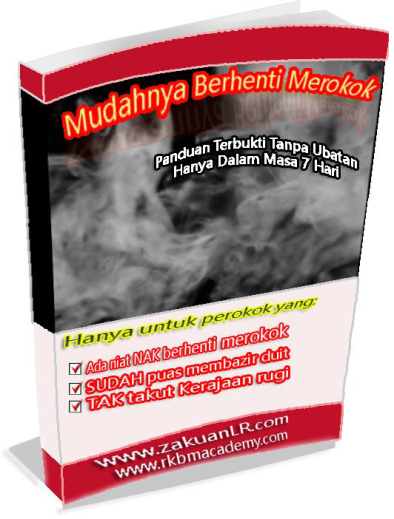 Mudahnya Berhenti Merokok
Panduan Terbukti Tanpa Ubatan
Hanya Dalam Masa 7 Hari
Hanya untuk perokok yang:
Ada niat NAK berhenti merokok
SUDAH puas membazir duit
TAK takut Kerajaan rugi
www.zakuanLR.com
www.rkbmacademy.com